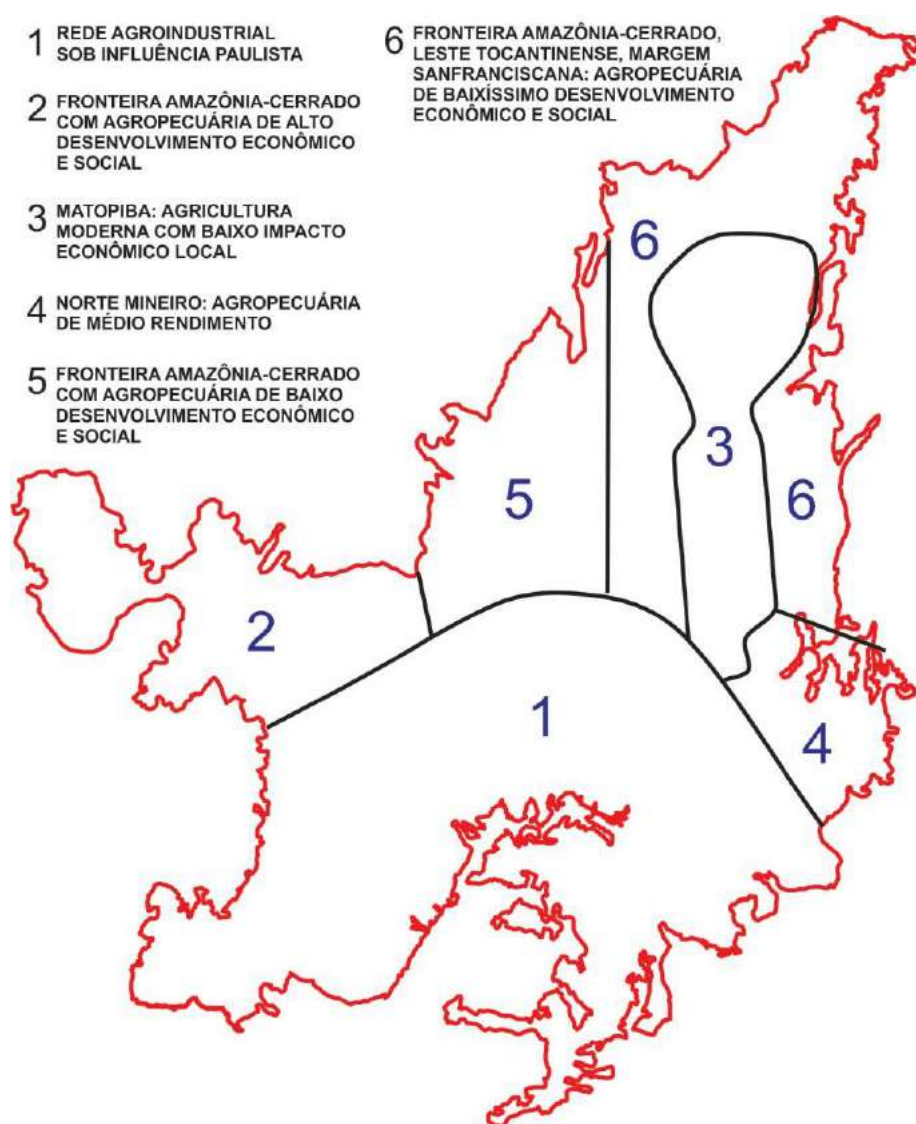 1 REDE AGROINDUSTRIAL
SOB INFLUÊNCIA PAULISTA
2 FRONTEIRA AMAZÔNIA-CERRADO
COM AGROPECUÁRIA DE ALTO
DESENVOLVIMENTO ECONÔMICO
E SOCIAL
3 MATOPIBA: AGRICULTURA
MODERNA COM BAIXO IMPACTO
ECONÔMICO LOCAL
4 NORTE MINEIRO: AGROPECUÁRIA
DE MÉDIO RENDIMENTO
5 FRONTEIRA AMAZÔNIA-CERRADO
COM AGROPECUÁRIA DE BAIXO
DESENVOLVIMENTO ECONÔMICO
E SOCIAL
6 FRONTEIRA AMAZÔNIA-CERRADO,
LESTE TOCANTINENSE, MARGEM
SANFRANCISCANA: AGROPECUÁRIA
DE BAIXÍSSIMO DESENVOLVIMENTO
ECONÔMICO E SOCIAL
6
3
5
6
2
1
4